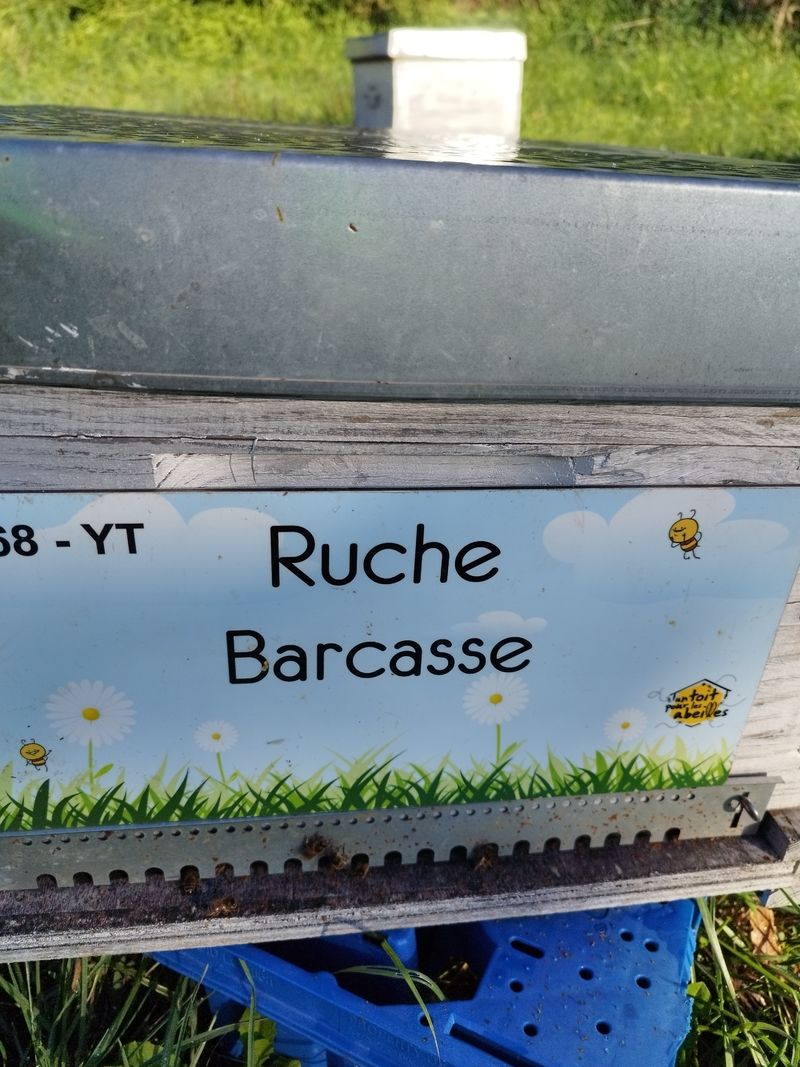 68 - YT
Ruche
Barcasse
un toit
pour les
abeilles